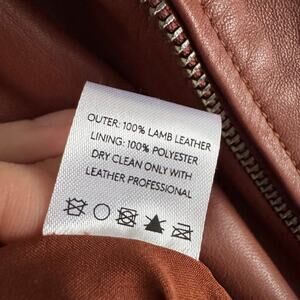 OUTER: 100% LAMB LEATHER
LINING: 100% POLYESTER
DRY CLEAN ONLY WITH
LEATHER PROFESSIONAL